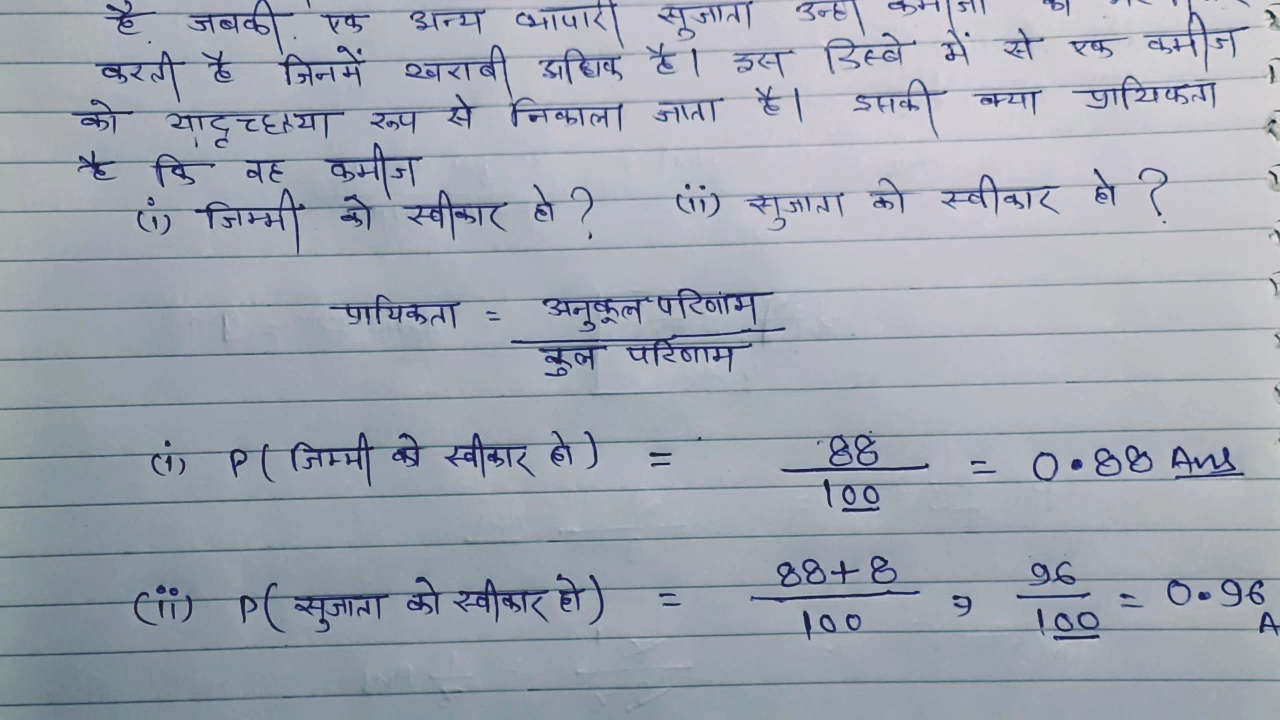 है जबकी एक अन्य व्यापारी सुजाता उन्हीं कमीजों को
करती है जिनमें खराबी अधिक है। इस डिब्बे में से एक कमीज
को यादृच्छया रूप से निकाला जाता है। इसकी क्या प्रायिकता
है कि वह कमीज
(i) जिम्मी को स्वीकार हो? (ii) सुजाता को स्वीकार हो?
प्रायिकता = अनुकूल परिणाम
कुल परिणाम
(i) P( जिम्मी को स्वीकार हो) = 88/100 = 0.88 Ans
(ii) P( सुजाता को स्वीकार हो) = 88+8/100 , 96/100 = 0.96
A